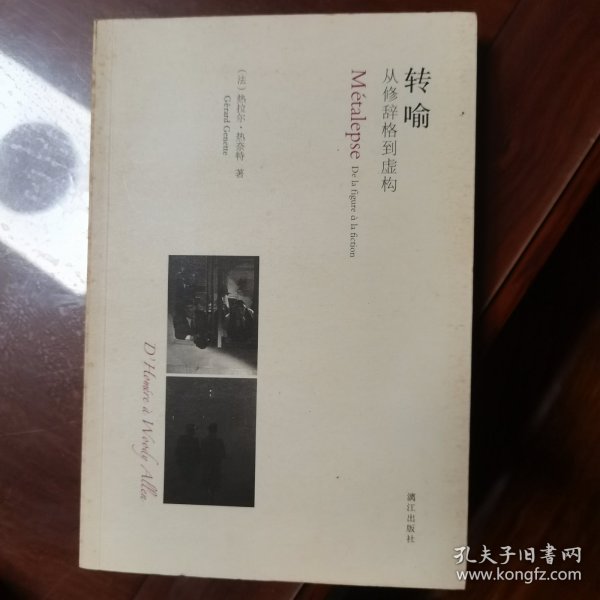 转喻
从修辞格到虚构
Métalepse De la figure à la fiction
（法）热拉尔·热奈特 著
Gérard Genette
D'Homère à Woody Allen
漓江出版社
孔夫子旧书网
www.kongfz.com